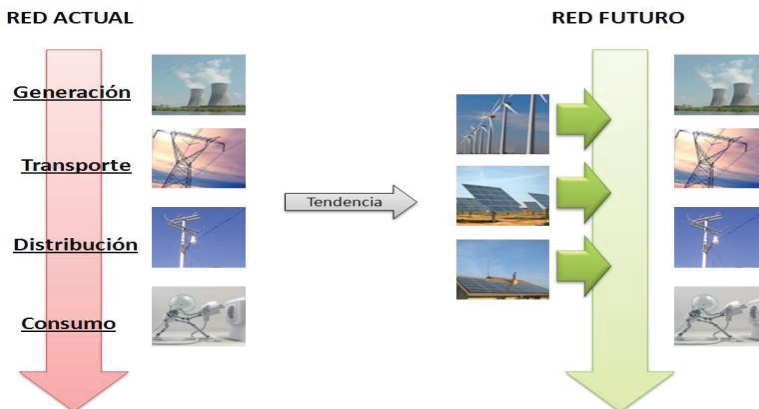 RED ACTUAL
RED FUTURO
Generación
Transporte
Tendencia
Distribución
Consumo